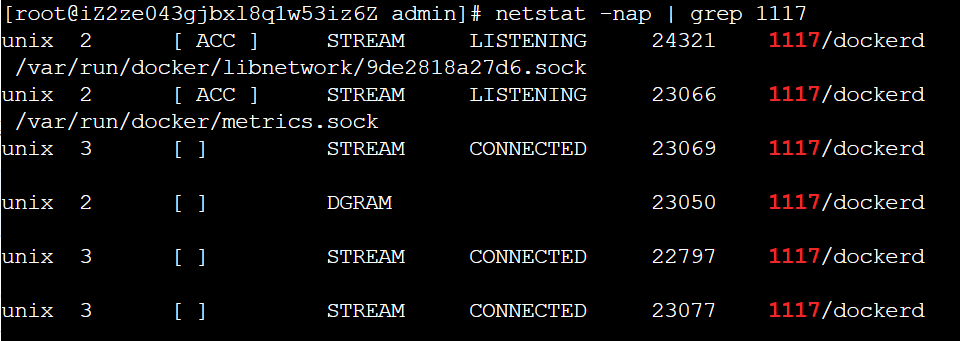 [root@iZ2ze043gjbxl8q1w53iz6Z admin]# netstat -nap | grep 1117
unix  2      [ ACC ]     STREAM     LISTENING     24321    1117/dockerd
 /var/run/docker/libnetwork/9de2818a27d6.sock
unix  2      [ ACC ]     STREAM     LISTENING     23066    1117/dockerd
 /var/run/docker/metrics.sock
unix  3      [ ]         STREAM     CONNECTED     23069    1117/dockerd
unix  2      [ ]         DGRAM                    23050    1117/dockerd
unix  3      [ ]         STREAM     CONNECTED     22797    1117/dockerd
unix  3      [ ]         STREAM     CONNECTED     23077    1117/dockerd